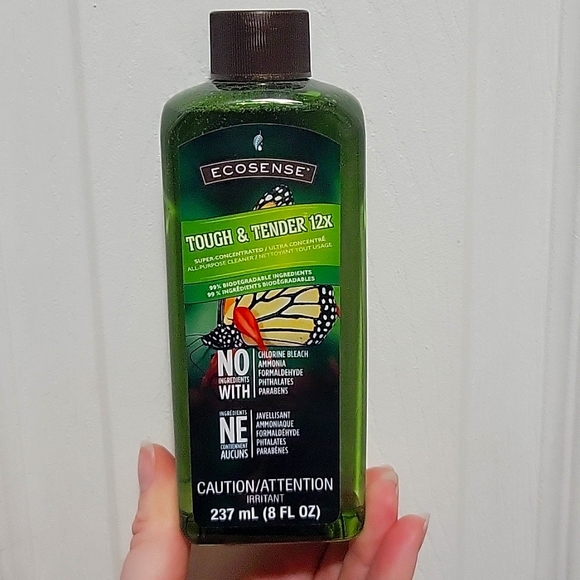 ECOSENSE™
TOUGH & TENDER 12x
SUPER-CONCENTRATED / ULTRA CONCENTRÉ
ALL-PURPOSE CLEANER / NETTOYANT TOUT USAGE
99% BIODEGRADABLE INGREDIENTS
99 % INGRÉDIENTS BIODÉGRADABLES
NO
INGREDIENTS
WITH
CHLORINE BLEACH
AMMONIA
FORMALDEHYDE
PHTHALATES
PARABENS
INGRÉDIENTS
NE
CONTIENNENT
AUCUNS
JAVELLISANT
AMMONIAQUE
FORMALDÉHYDE
PHTALATES
PARABÈNES
CAUTION/ATTENTION
IRRITANT
237 mL (8 FL OZ)